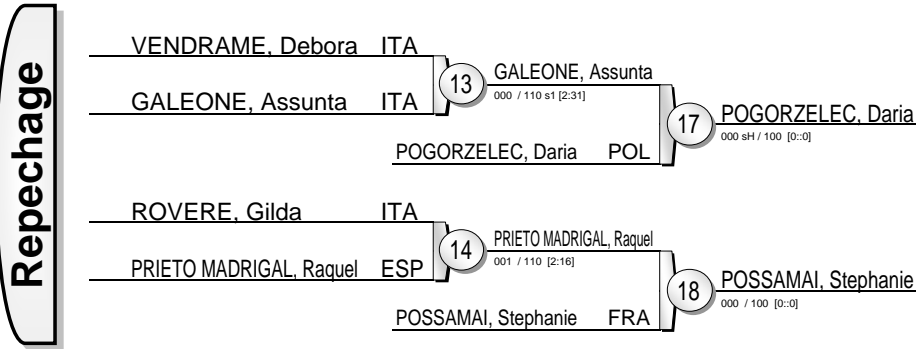 Repechage
VENDRAME, Debora ITA
GALEONE, Assunta ITA
13
GALEONE, Assunta
000 / 110 s1 [2:31]
POGORZELEC, Daria POL
17
POGORZELEC, Daria
000 sH / 100 [0::0]
ROVERE, Gilda ITA
PRIETO MADRIGAL, Raquel ESP
14
PRIETO MADRIGAL, Raquel
001 / 110 [2:16]
POSSAMAI, Stephanie FRA
18
POSSAMAI, Stephanie
000 / 100 [0::0]